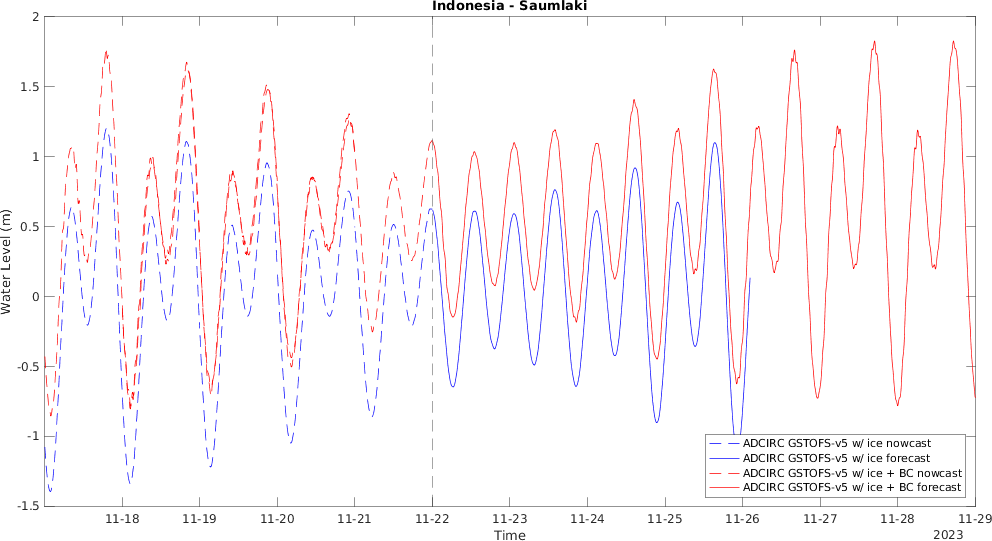 Indonesia - Saumlaki
2
1.5
1
0.5
0
-0.5
-1
-1.5
Water Level (m)
11-18 11-19 11-20 11-21 11-22 11-23 11-24 11-25 11-26 11-27 11-28 11-29
Time
2023
ADCIRC GSTOFS-v5 w/ ice nowcast
ADCIRC GSTOFS-v5 w/ ice forecast
ADCIRC GSTOFS-v5 w/ ice + BC nowcast
ADCIRC GSTOFS-v5 w/ ice + BC forecast